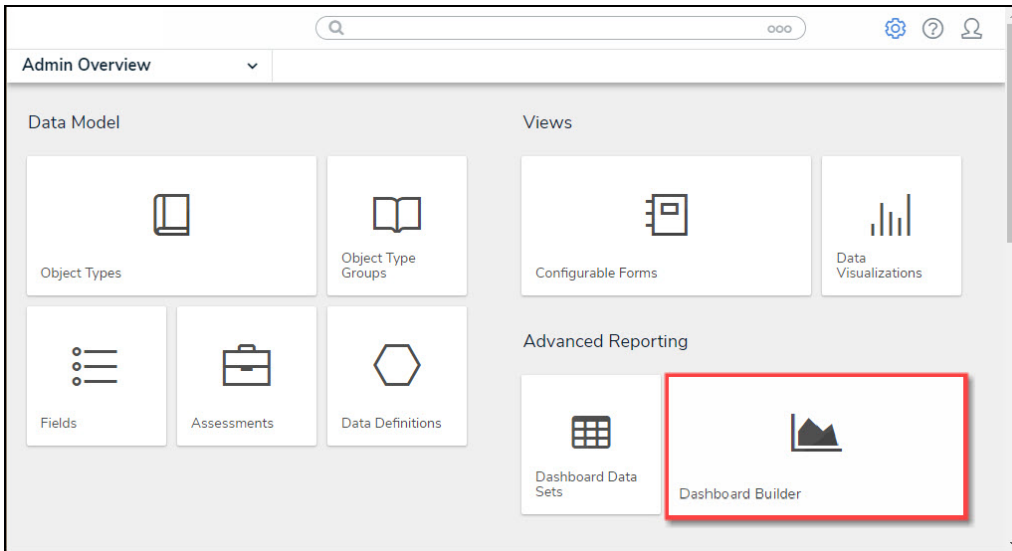 Admin Overview
Data Model
Views
Object Types
Object Type
Groups
Configurable Forms
Data
Visualizations
Advanced Reporting
Fields
Assessments
Data Definitions
Dashboard Data
Sets
Dashboard Builder